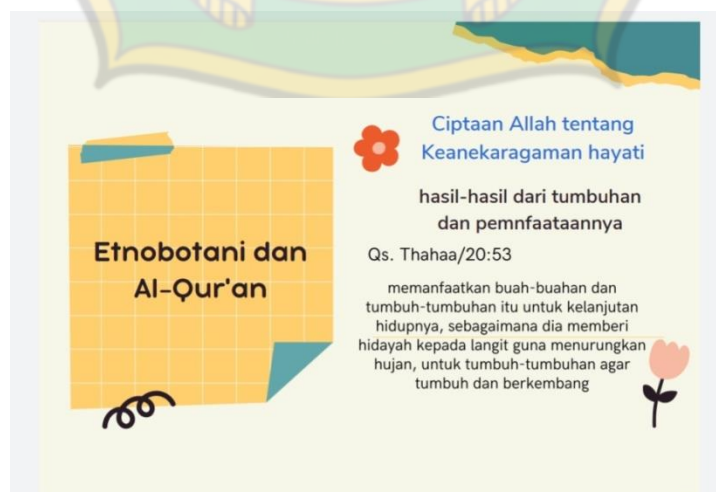 Etnobotani dan
Al-Qur'an
Ciptaan Allah tentang
Keanekaragaman hayati
hasil-hasil dari tumbuhan
dan pemnfaataannya
Qs. Thahaa/20:53
memanfaatkan buah-buahan dan
tumbuh-tumbuhan itu untuk kelanjutan
hidupnya, sebagaimana dia memberi
hidayah kepada langit guna menurungkan
hujan, untuk tumbuh-tumbuhan agar
tumbuh dan berkembang